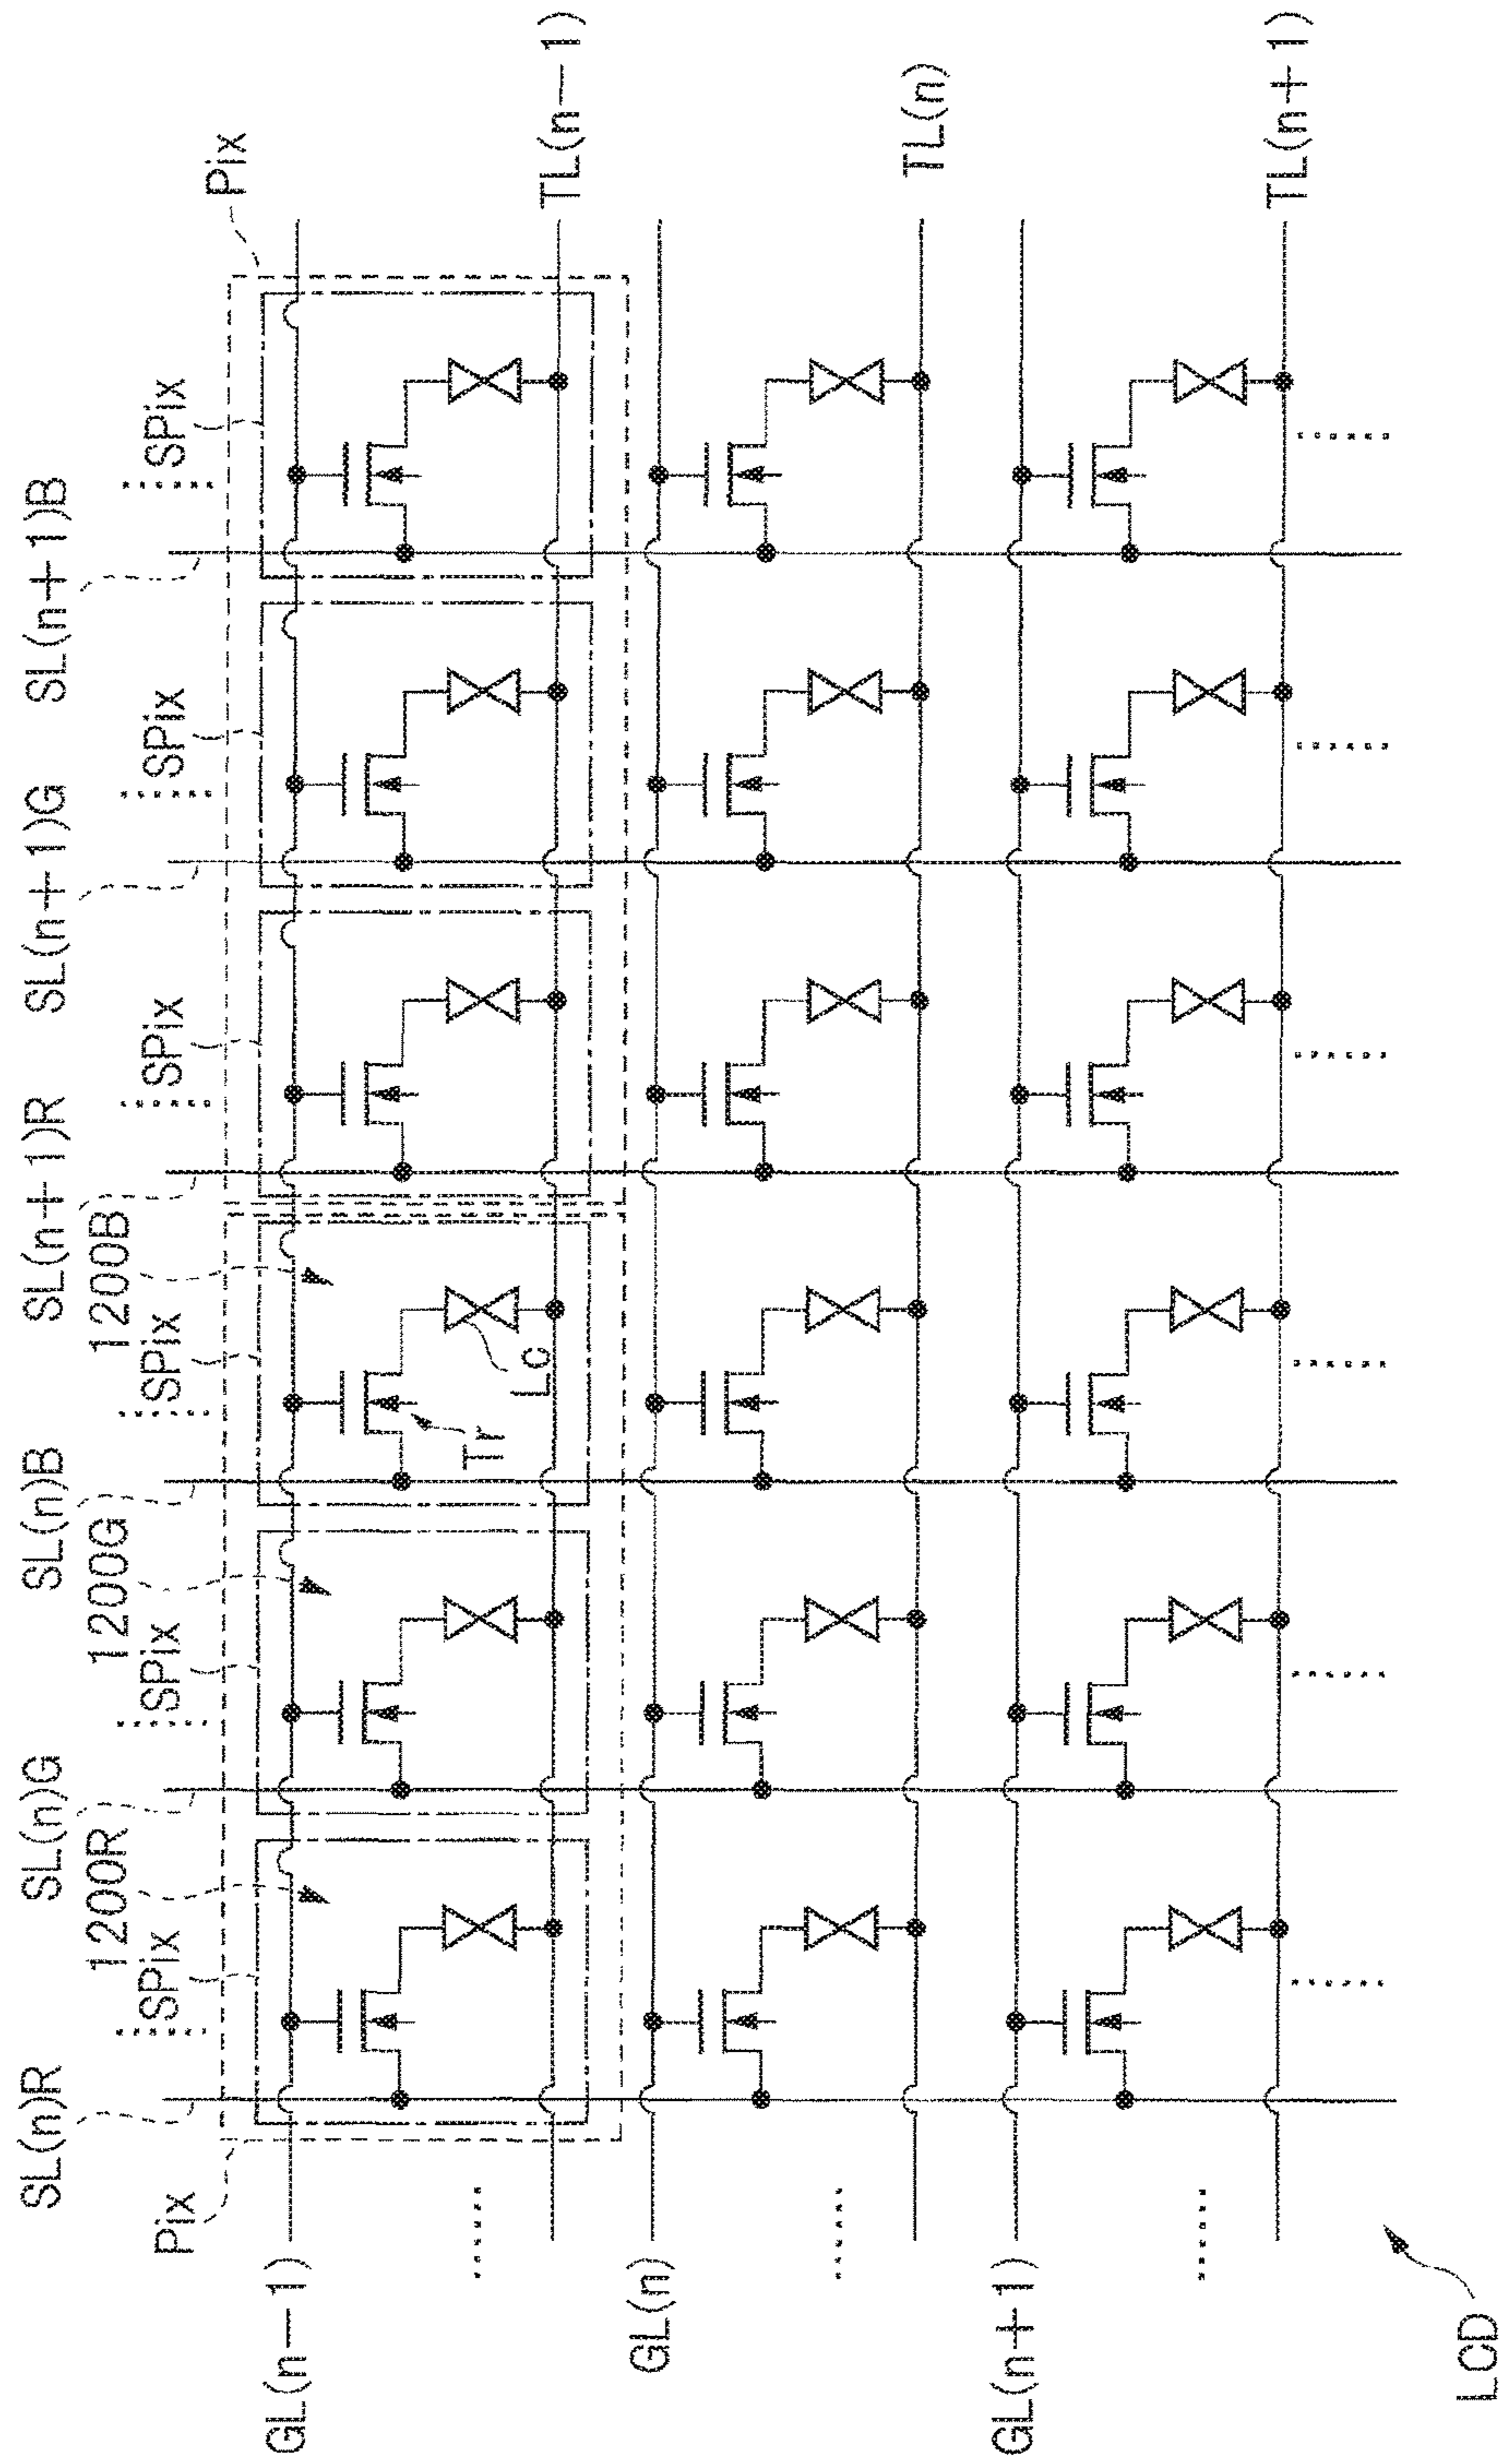 SL(n)R
SL(n)G
SL(n)B
SL(n+1)R
SL(n+1)G
SL(n+1)B
1200R
1200G
1200B
SPix
SPix
SPix
SPix
SPix
SPix
Pix
Pix
GL(n−1)
Tr
Lc
TL(n−1)
GL(n)
TL(n)
GL(n+1)
TL(n+1)
LCD